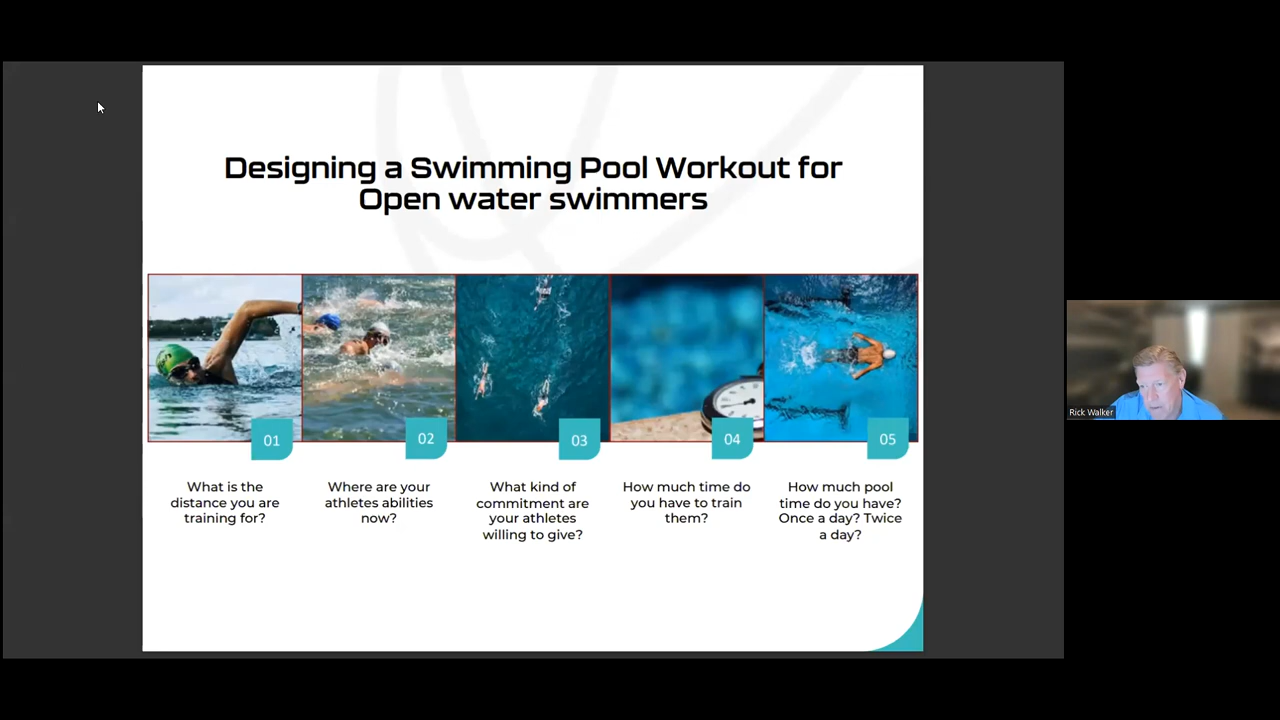 Designing a Swimming Pool Workout for
Open water swimmers
01
02
03
04
05
What is the
distance you are
training for?
Where are your
athletes abilities
now?
What kind of
commitment are
your athletes
willing to give?
How much time do
you have to train
them?
How much pool
time do you have?
Once a day? Twice
a day?
Rick Walker